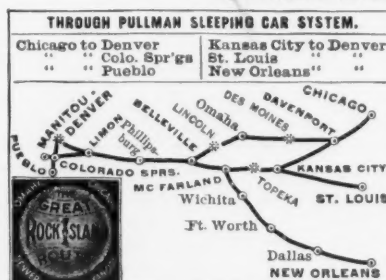 THROUGH PULLMAN SLEEPING CAR SYSTEM.
Chicago to Denver
" " Colo. Spr'gs
" " Pueblo
Kansas City to Denver
St. Louis " "
New Orleans " "
CHICAGO
DAVENPORT
DES MOINES
Omaha
LINCOLN
BELLEVILLE
Phillips-
burg
LIMON
MANITOU-
DENVER
PUEBLO
COLORADO SPRS.
MC FARLAND
TOPEKA
KANSAS CITY
ST. LOUIS
Wichita
Ft. Worth
Dallas
NEW ORLEANS
THE
GREAT
ROCK ISLAND
ROUTE